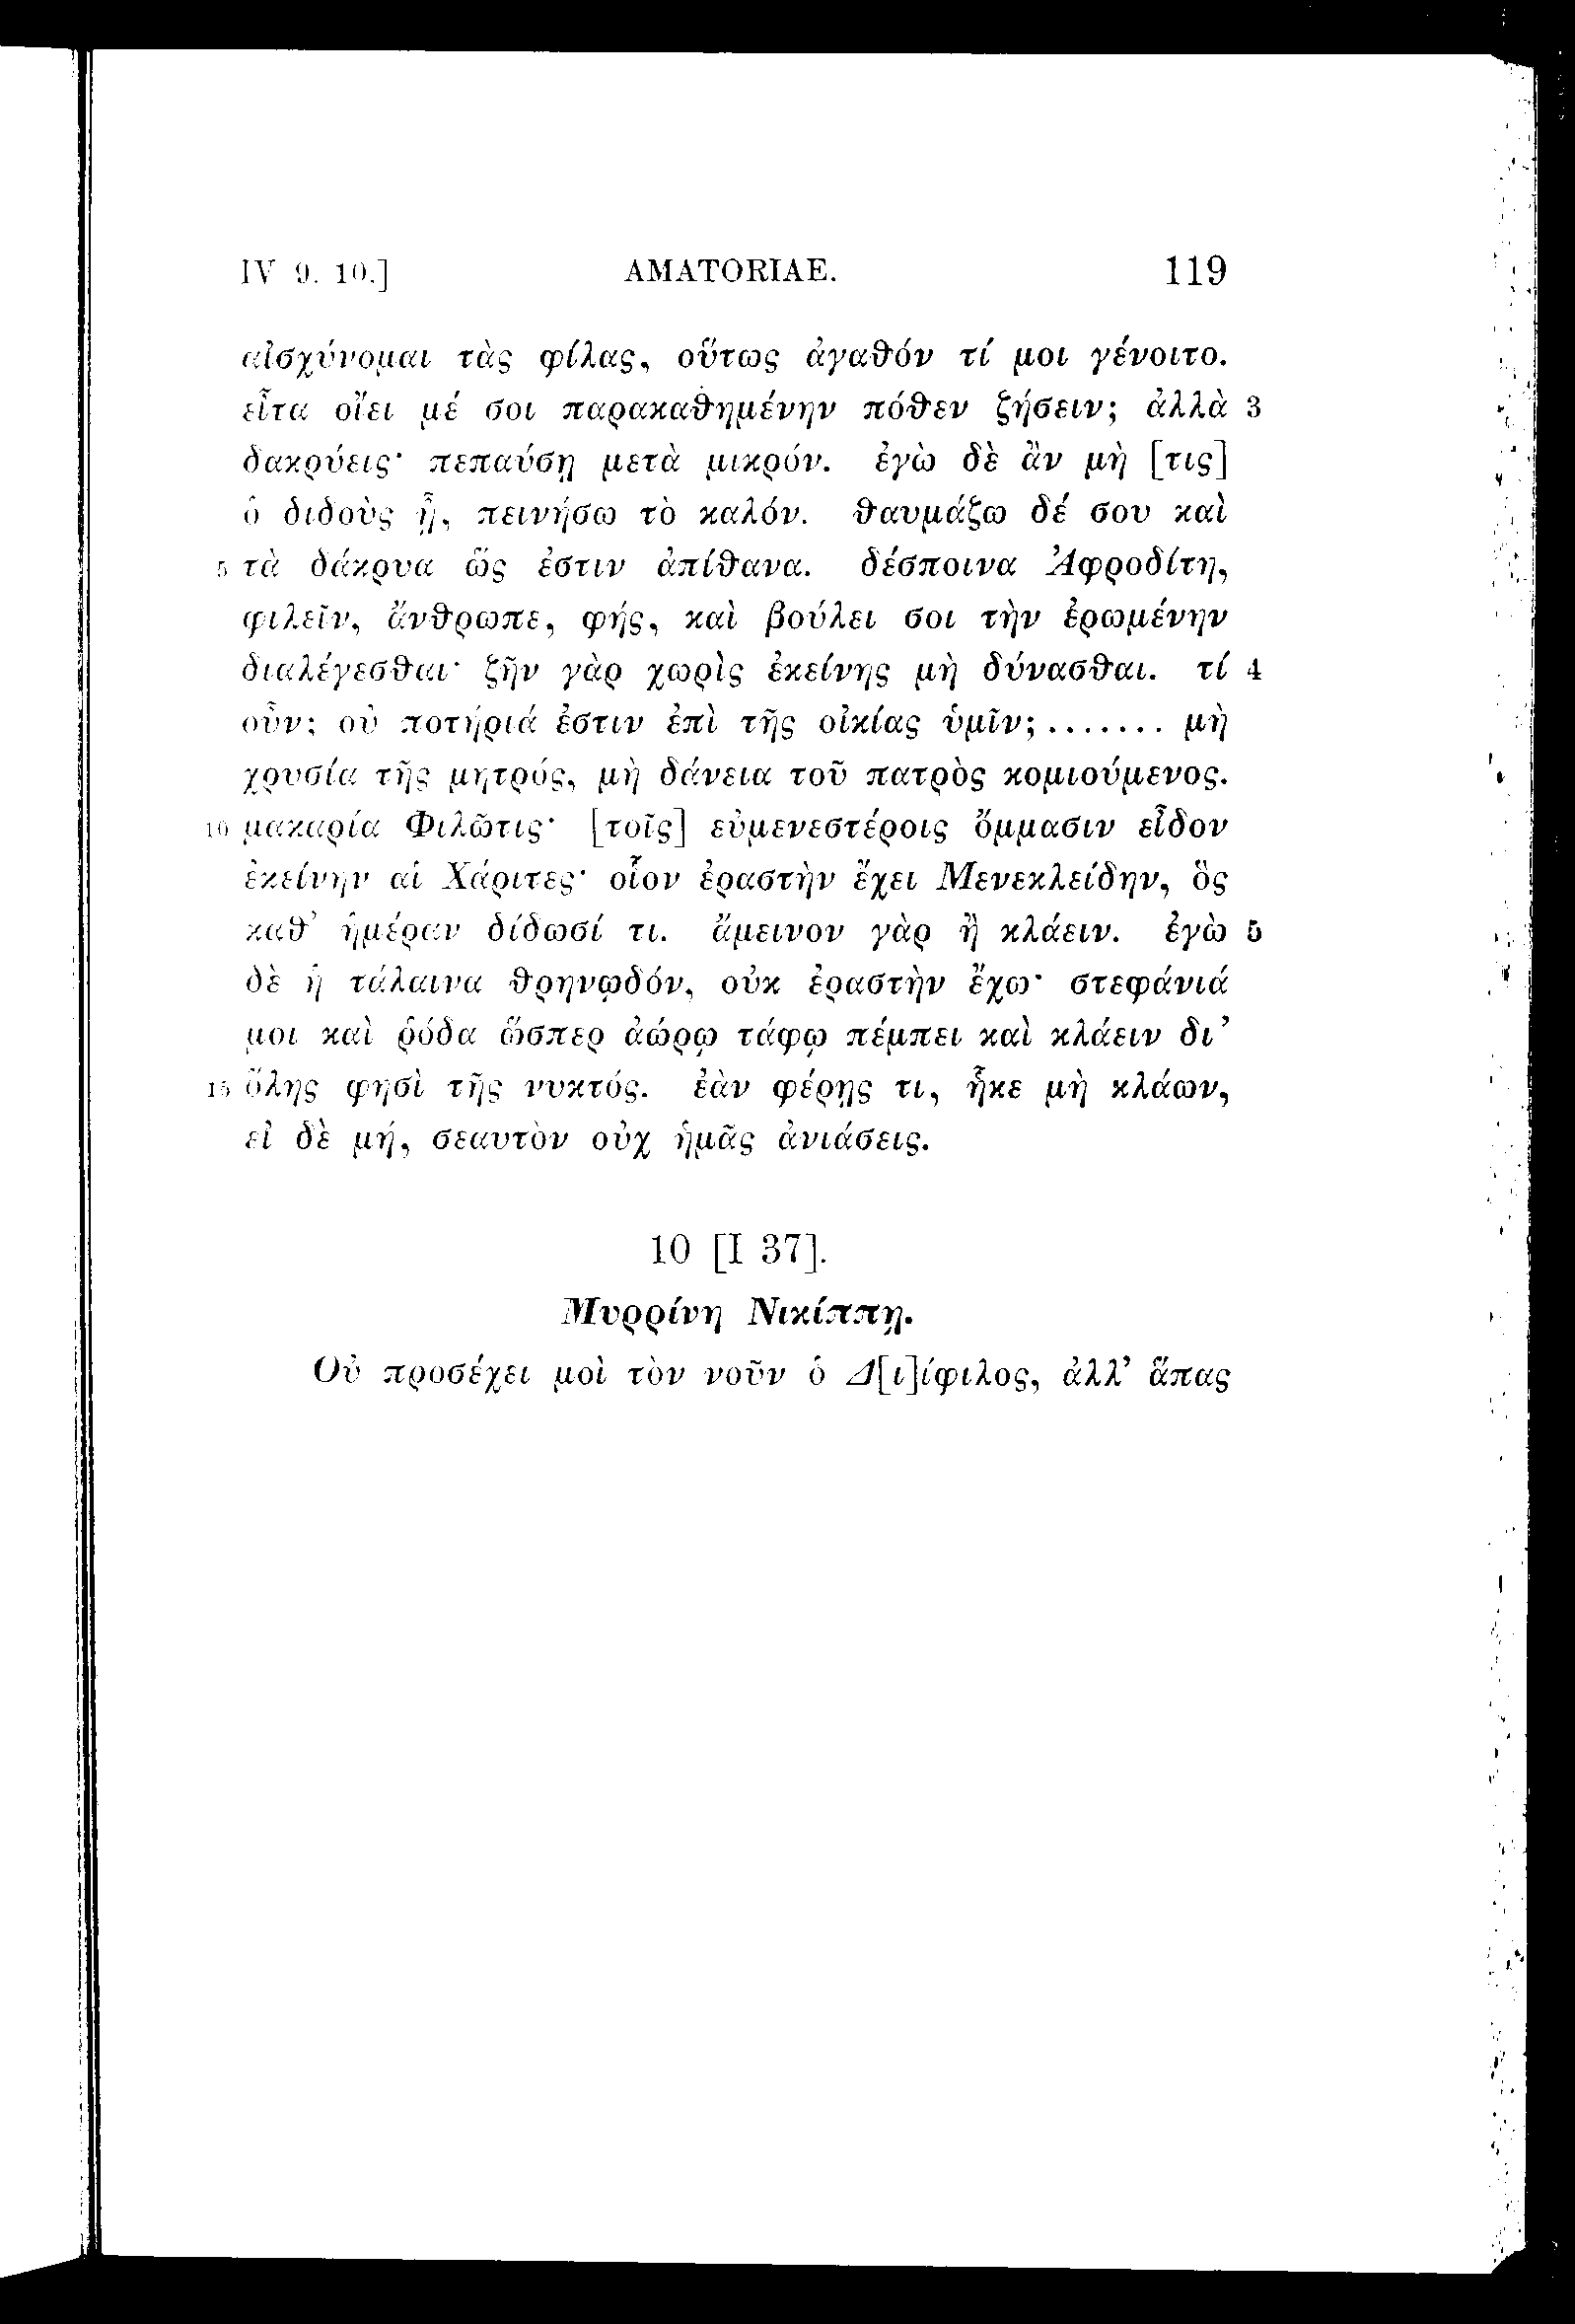 IV 9. 10.] AMATORIAE. 119
αἰσχύνομαι τὰς φίλας, οὕτως ἀγαθόν τί μοι γένοιτο.
εἶτα οἴει μέ σοι παρακαθημένην πόθεν ζήσειν; ἀλλὰ 3
δακρύεις· πεπαύσῃ μετὰ μικρόν. ἐγὼ δὲ ἂν μὴ [τις]
ὁ διδοὺς ᾖ, πεινήσω τὸ καλόν. θαυμάζω δέ σου καὶ
5 τὰ δάκρυα ὥς ἐστιν ἀπίθανα. δέσποινα Ἀφροδίτη,
φιλεῖν, ἄνθρωπε, φής, καὶ βούλει σοι τὴν ἐρωμένην
διαλέγεσθαι· ζῆν γὰρ χωρὶς ἐκείνης μὴ δύνασθαι. τί 4
οὖν; οὐ ποτήριά ἐστιν ἐπὶ τῆς οἰκίας ὑμῖν; ....... μὴ
χρυσία τῆς μητρός, μὴ δάνεια τοῦ πατρὸς κομιούμενος.
10 μακαρία Φιλῶτις· [τοῖς] εὐμενεστέροις ὄμμασιν εἶδον
ἐκείνην αἱ Χάριτες· οἷον ἐραστὴν ἔχει Μενεκλείδην, ὃς
καθ’ ἡμέραν δίδωσί τι. ἄμεινον γὰρ ἢ κλάειν. ἐγὼ 5
δὲ ἡ τάλαινα θρηνῳδόν, οὐκ ἐραστὴν ἔχω· στεφάνιά
μοι καὶ ῥόδα ὥσπερ ἀώρῳ τάφῳ πέμπει καὶ κλάειν δι’
15 ὅλης φησὶ τῆς νυκτός. ἐὰν φέρῃς τι, ἧκε μὴ κλάων,
εἰ δὲ μή, σεαυτὸν οὐχ ἡμᾶς ἀνιάσεις.
10 [I 37].
Μυρρίνη Νικίππῃ.
Οὐ προσέχει μοὶ τὸν νοῦν ὁ Δ[ι]ίφιλος, ἀλλ’ ἅπας